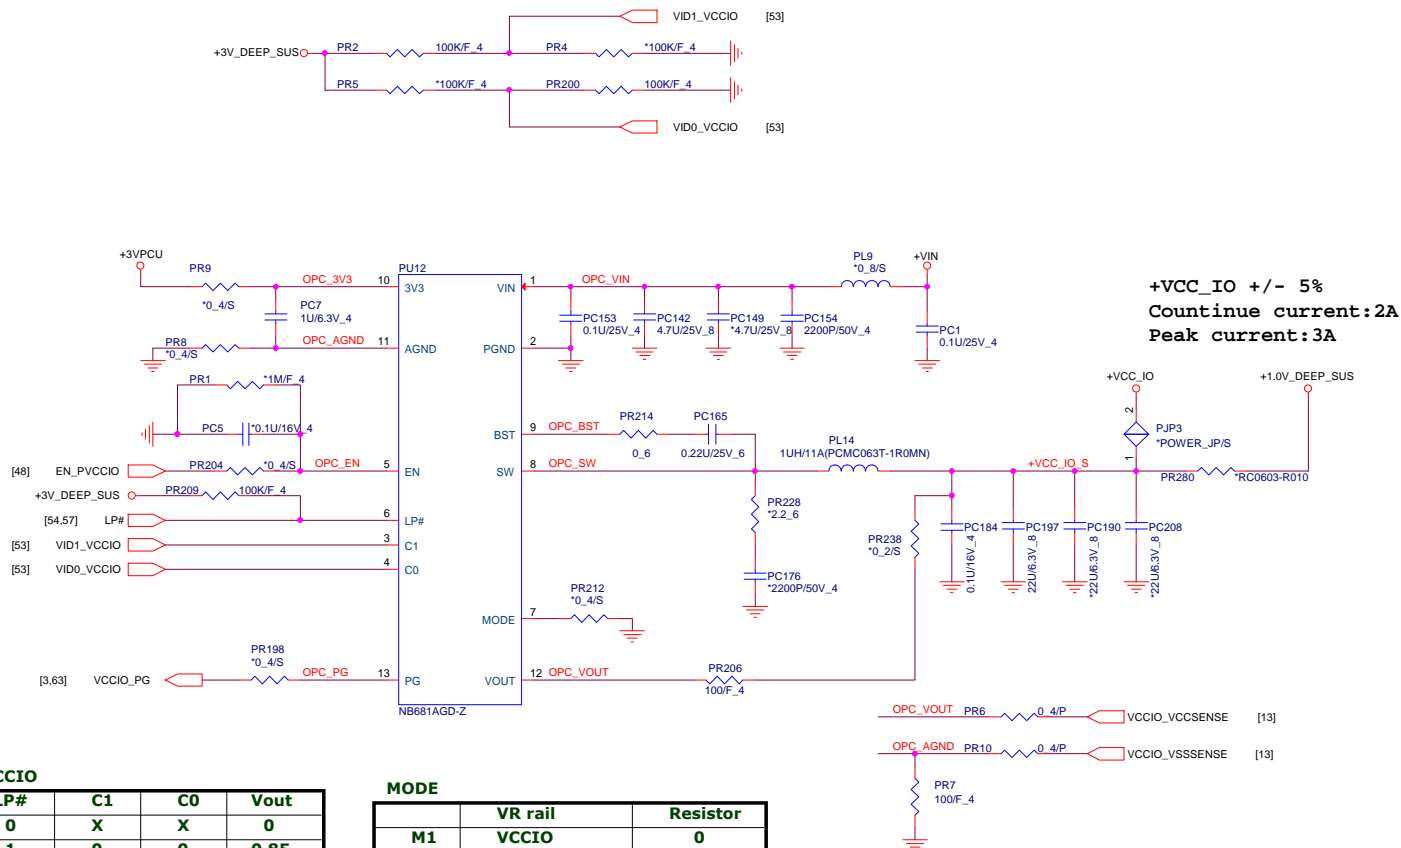 VID1_VCCIO [53]
+3V_DEEP_SUS PR2 100K/F_4 PR4 *100K/F_4
PR5 *100K/F_4 PR200 100K/F_4
VID0_VCCIO [53]
+3VPCU
PR9
*0_4/S
OPC_3V3
10
PC7
1U/6.3V_4
PR8
*0_4/S
OPC_AGND
11
PR1 *1M/F_4
PC5 *0.1U/16V_4
[48] EN_PVCCIO PR204 *0_4/S OPC_EN 5
+3V_DEEP_SUS PR209 100K/F_4
[54,57] LP# 6
[53] VID1_VCCIO 3
[53] VID0_VCCIO 4
PR198
*0_4/S
[3,63] VCCIO_PG OPC_PG 13
PU12
3V3 VIN
AGND PGND
BST
EN SW
LP#
C1
C0
MODE
PG VOUT
NB681AGD-Z
1 OPC_VIN
PL9
*0_8/S
+VIN
PC153
0.1U/25V_4
PC142
4.7U/25V_8
PC149
*4.7U/25V_8
PC154
2200P/50V_4
PC1
0.1U/25V_4
2
9 OPC_BST
PR214
0_6
PC165
0.22U/25V_6
8 OPC_SW
PL14
1UH/11A(PCMC063T-1R0MN)
PR228
*2.2_6
PC176
*2200P/50V_4
7
PR212
*0_4/S
12 OPC_VOUT
PR206
100/F_4
PR238
*0_2/S
+VCC_IO_S
PC184
0.1U/16V_4
PC197
22U/6.3V_8
PC190
*22U/6.3V_8
PC208
*22U/6.3V_8
+VCC_IO +/- 5%
Countinue current:2A
Peak current:3A
+VCC_IO
2
PJP3
*POWER_JP/S
1
+1.0V_DEEP_SUS
PR280 *RC0603-R010
OPC_VOUT PR6 0_4/P VCCIO_VCCSENSE [13]
OPC_AGND PR10 0_4/P VCCIO_VSSSENSE [13]
PR7
100/F_4
CCIO
LP# C1 C0 Vout
0 X X 0
1 0 0 0.85
MODE
VR rail Resistor
M1 VCCIO 0